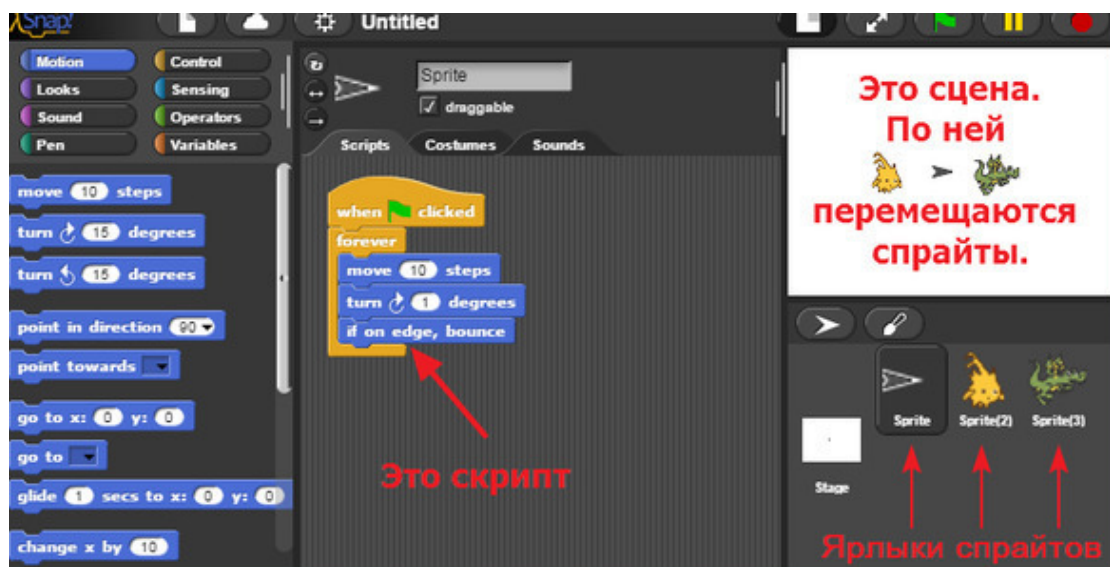 Snap!
Untitled
Motion
Control
Looks
Sensing
Sound
Operators
Pen
Variables
move 10 steps
turn 15 degrees
turn 15 degrees
point in direction 90
point towards
go to x: 0 y: 0
go to
glide 1 secs to x: 0 y: 0
change x by 10
Sprite
draggable
Scripts
Costumes
Sounds
when clicked
forever
move 10 steps
turn 1 degrees
if on edge, bounce
Это скрипт
Это сцена.
По ней
перемещаются
спрайты.
Sprite
Sprite(2)
Sprite(3)
Stage
Ярлыки спрайтов